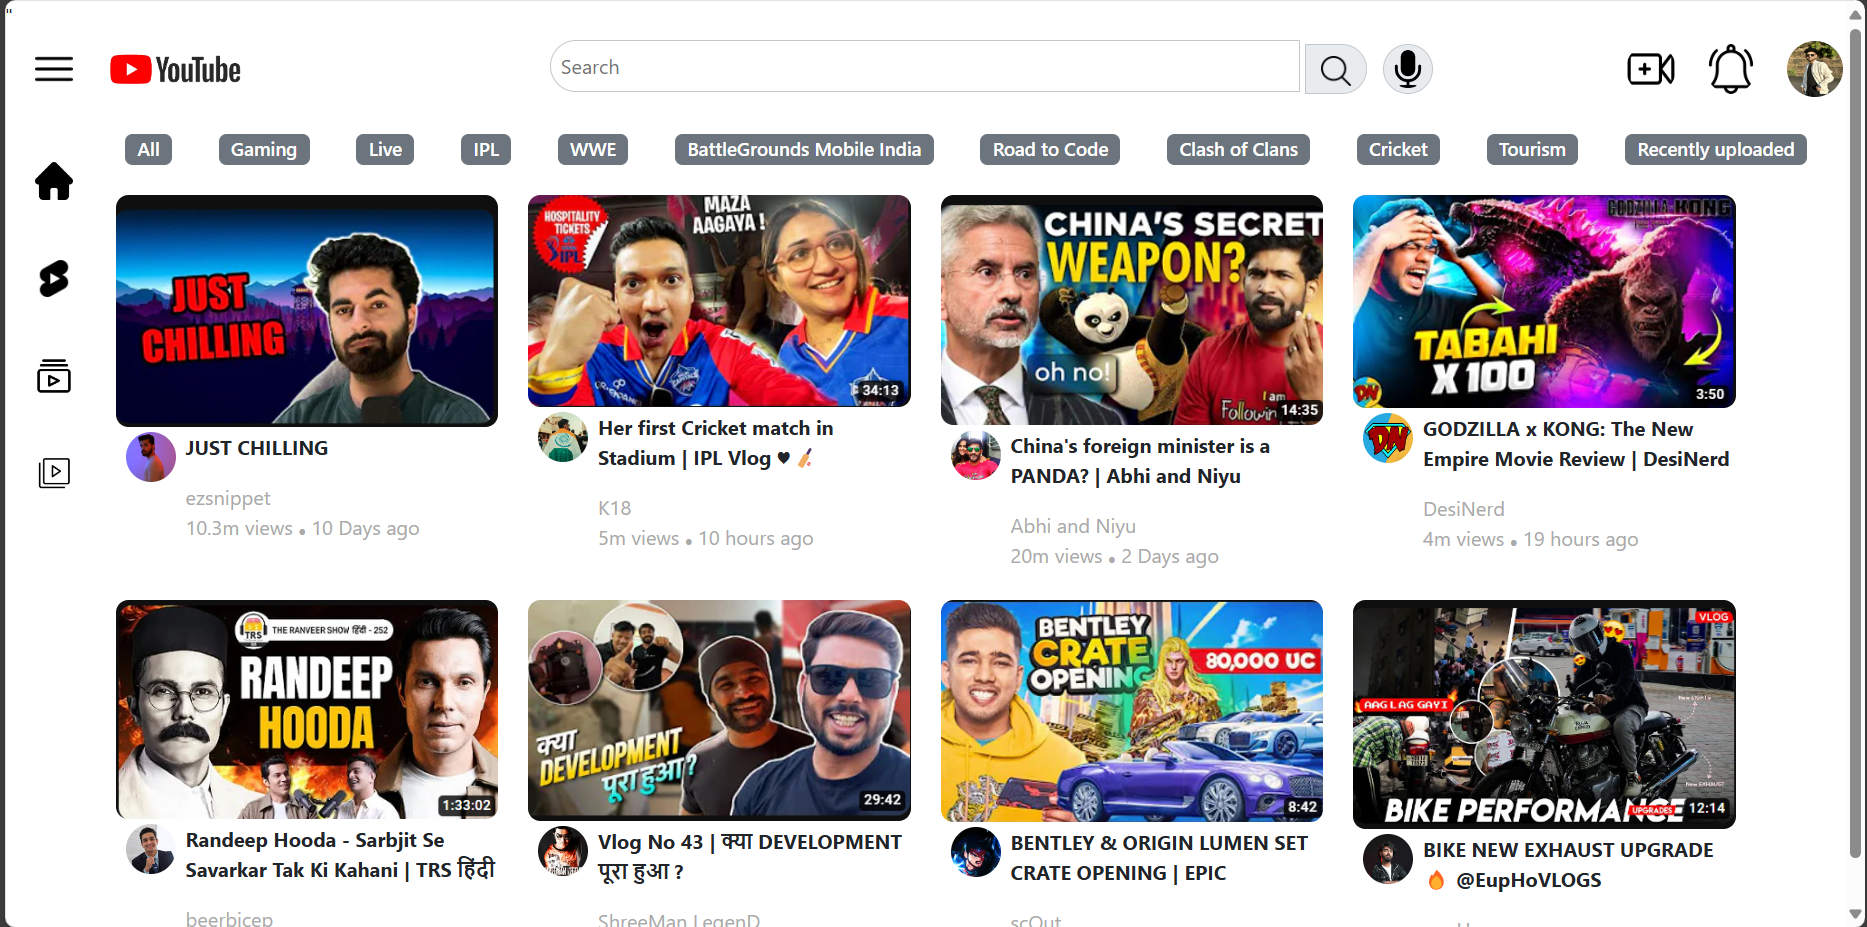 "
YouTube
Search
All
Gaming
Live
IPL
WWE
BattleGrounds Mobile India
Road to Code
Clash of Clans
Cricket
Tourism
Recently uploaded
JUST
CHILLING
JUST CHILLING
ezsnippet
10.3m views • 10 Days ago
HOSPITALITY
TICKETS
IPL
MAZA
AAGAYA !
34:13
Her first Cricket match in
Stadium | IPL Vlog ♥ 🏏
K18
5m views • 10 hours ago
CHINA'S SECRET
WEAPON?
oh no!
I am
Followin
14:35
China's foreign minister is a
PANDA? | Abhi and Niyu
Abhi and Niyu
20m views • 2 Days ago
GODZILLA x KONG
TABAHI
X 100
DN
3:50
DN
GODZILLA x KONG: The New
Empire Movie Review | DesiNerd
DesiNerd
4m views • 19 hours ago
TRS
THE RANVEER SHOW हिंदी - 252
RANDEEP
HOODA
1:33:02
Randeep Hooda - Sarbjit Se
Savarkar Tak Ki Kahani | TRS हिंदी
beerbicep
क्या
DEVELOPMENT
पूरा हुआ ?
29:42
Vlog No 43 | क्या DEVELOPMENT
पूरा हुआ ?
ShreeMan LegenD
BENTLEY
CRATE
OPENING
80,000 UC
8:42
BENTLEY & ORIGIN LUMEN SET
CRATE OPENING | EPIC
scOut
VLOG
AAG LAG GAYI
New LIGHTS
New EXHAUST
BIKE PERFORMANCE
UPGRADES
12:14
BIKE NEW EXHAUST UPGRADE
🔥 @EupHoVLOGS